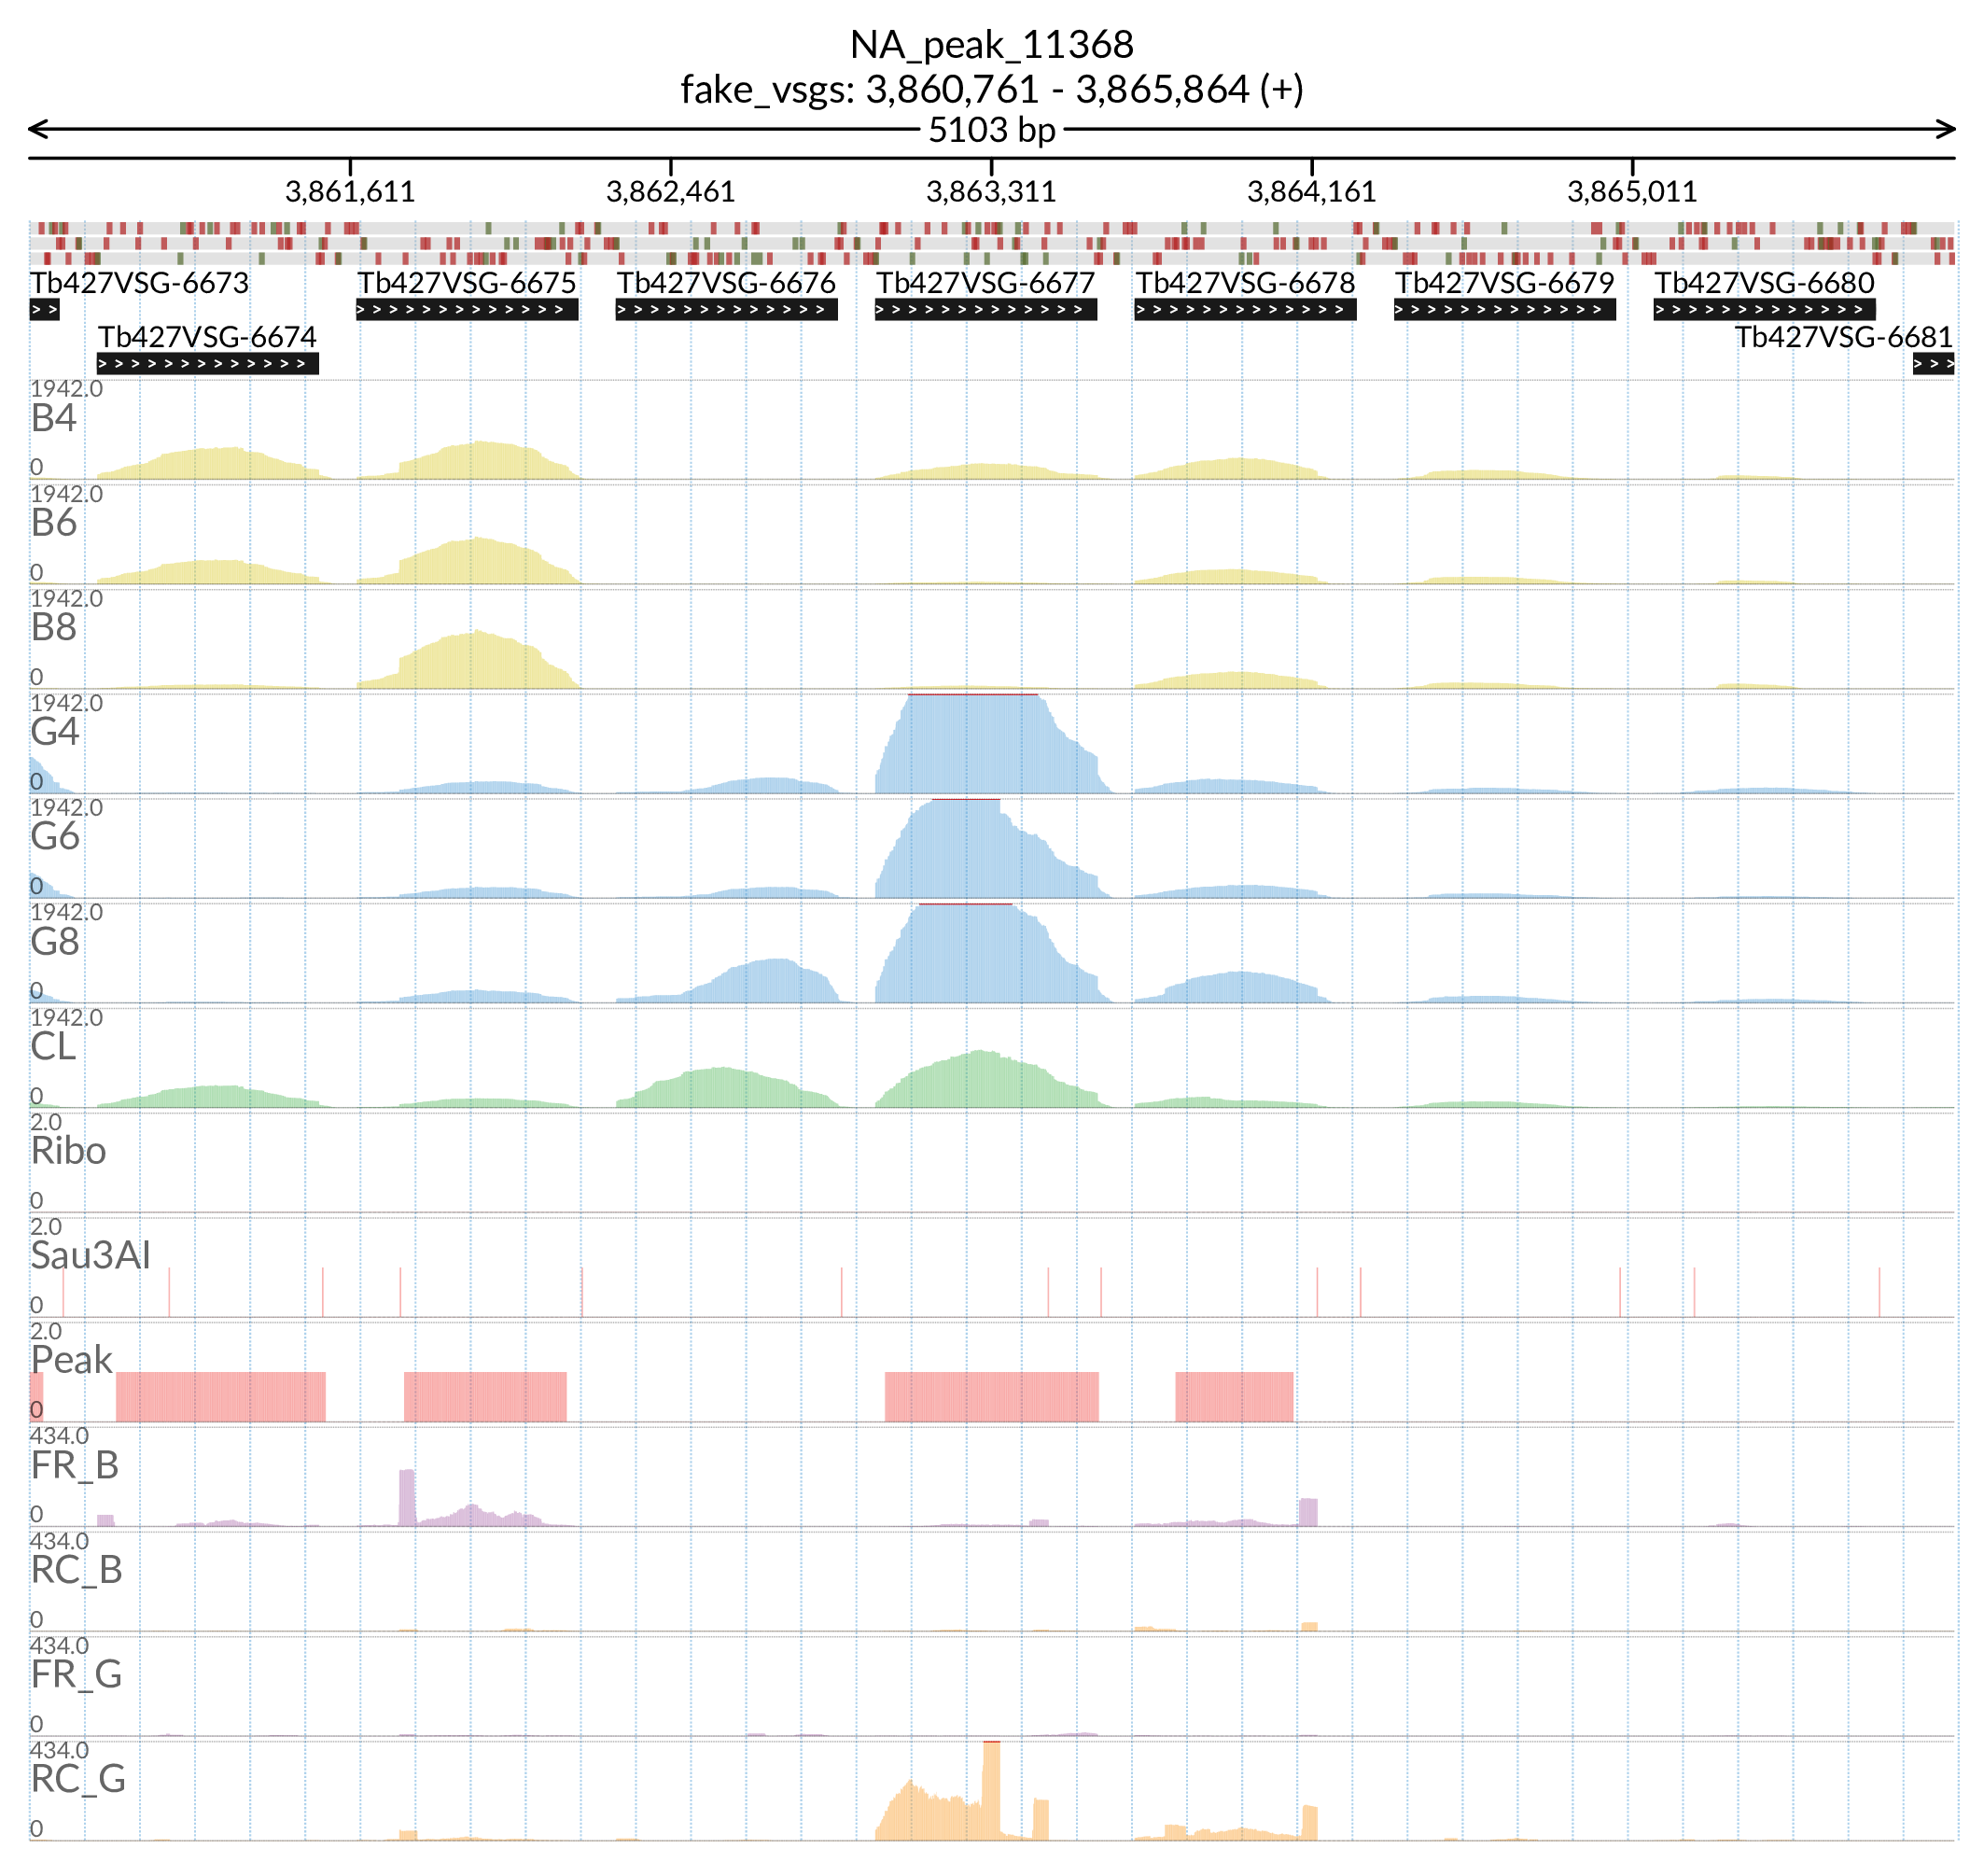 NA_peak_11368
fake_vsgs: 3,860,761 - 3,865,864 (+)
5103 bp
3,861,611 3,862,461 3,863,311 3,864,161 3,865,011
Tb427VSG-6673 Tb427VSG-6675 Tb427VSG-6676 Tb427VSG-6677 Tb427VSG-6678 Tb427VSG-6679 Tb427VSG-6680
Tb427VSG-6674 Tb427VSG-6681
1942.0
B4
0
1942.0
B6
0
1942.0
B8
0
1942.0
G4
0
1942.0
G6
0
1942.0
G8
0
1942.0
CL
0
2.0
Ribo
0
2.0
Sau3AI
0
2.0
Peak
0
434.0
FR_B
0
434.0
RC_B
0
434.0
FR_G
0
434.0
RC_G
0